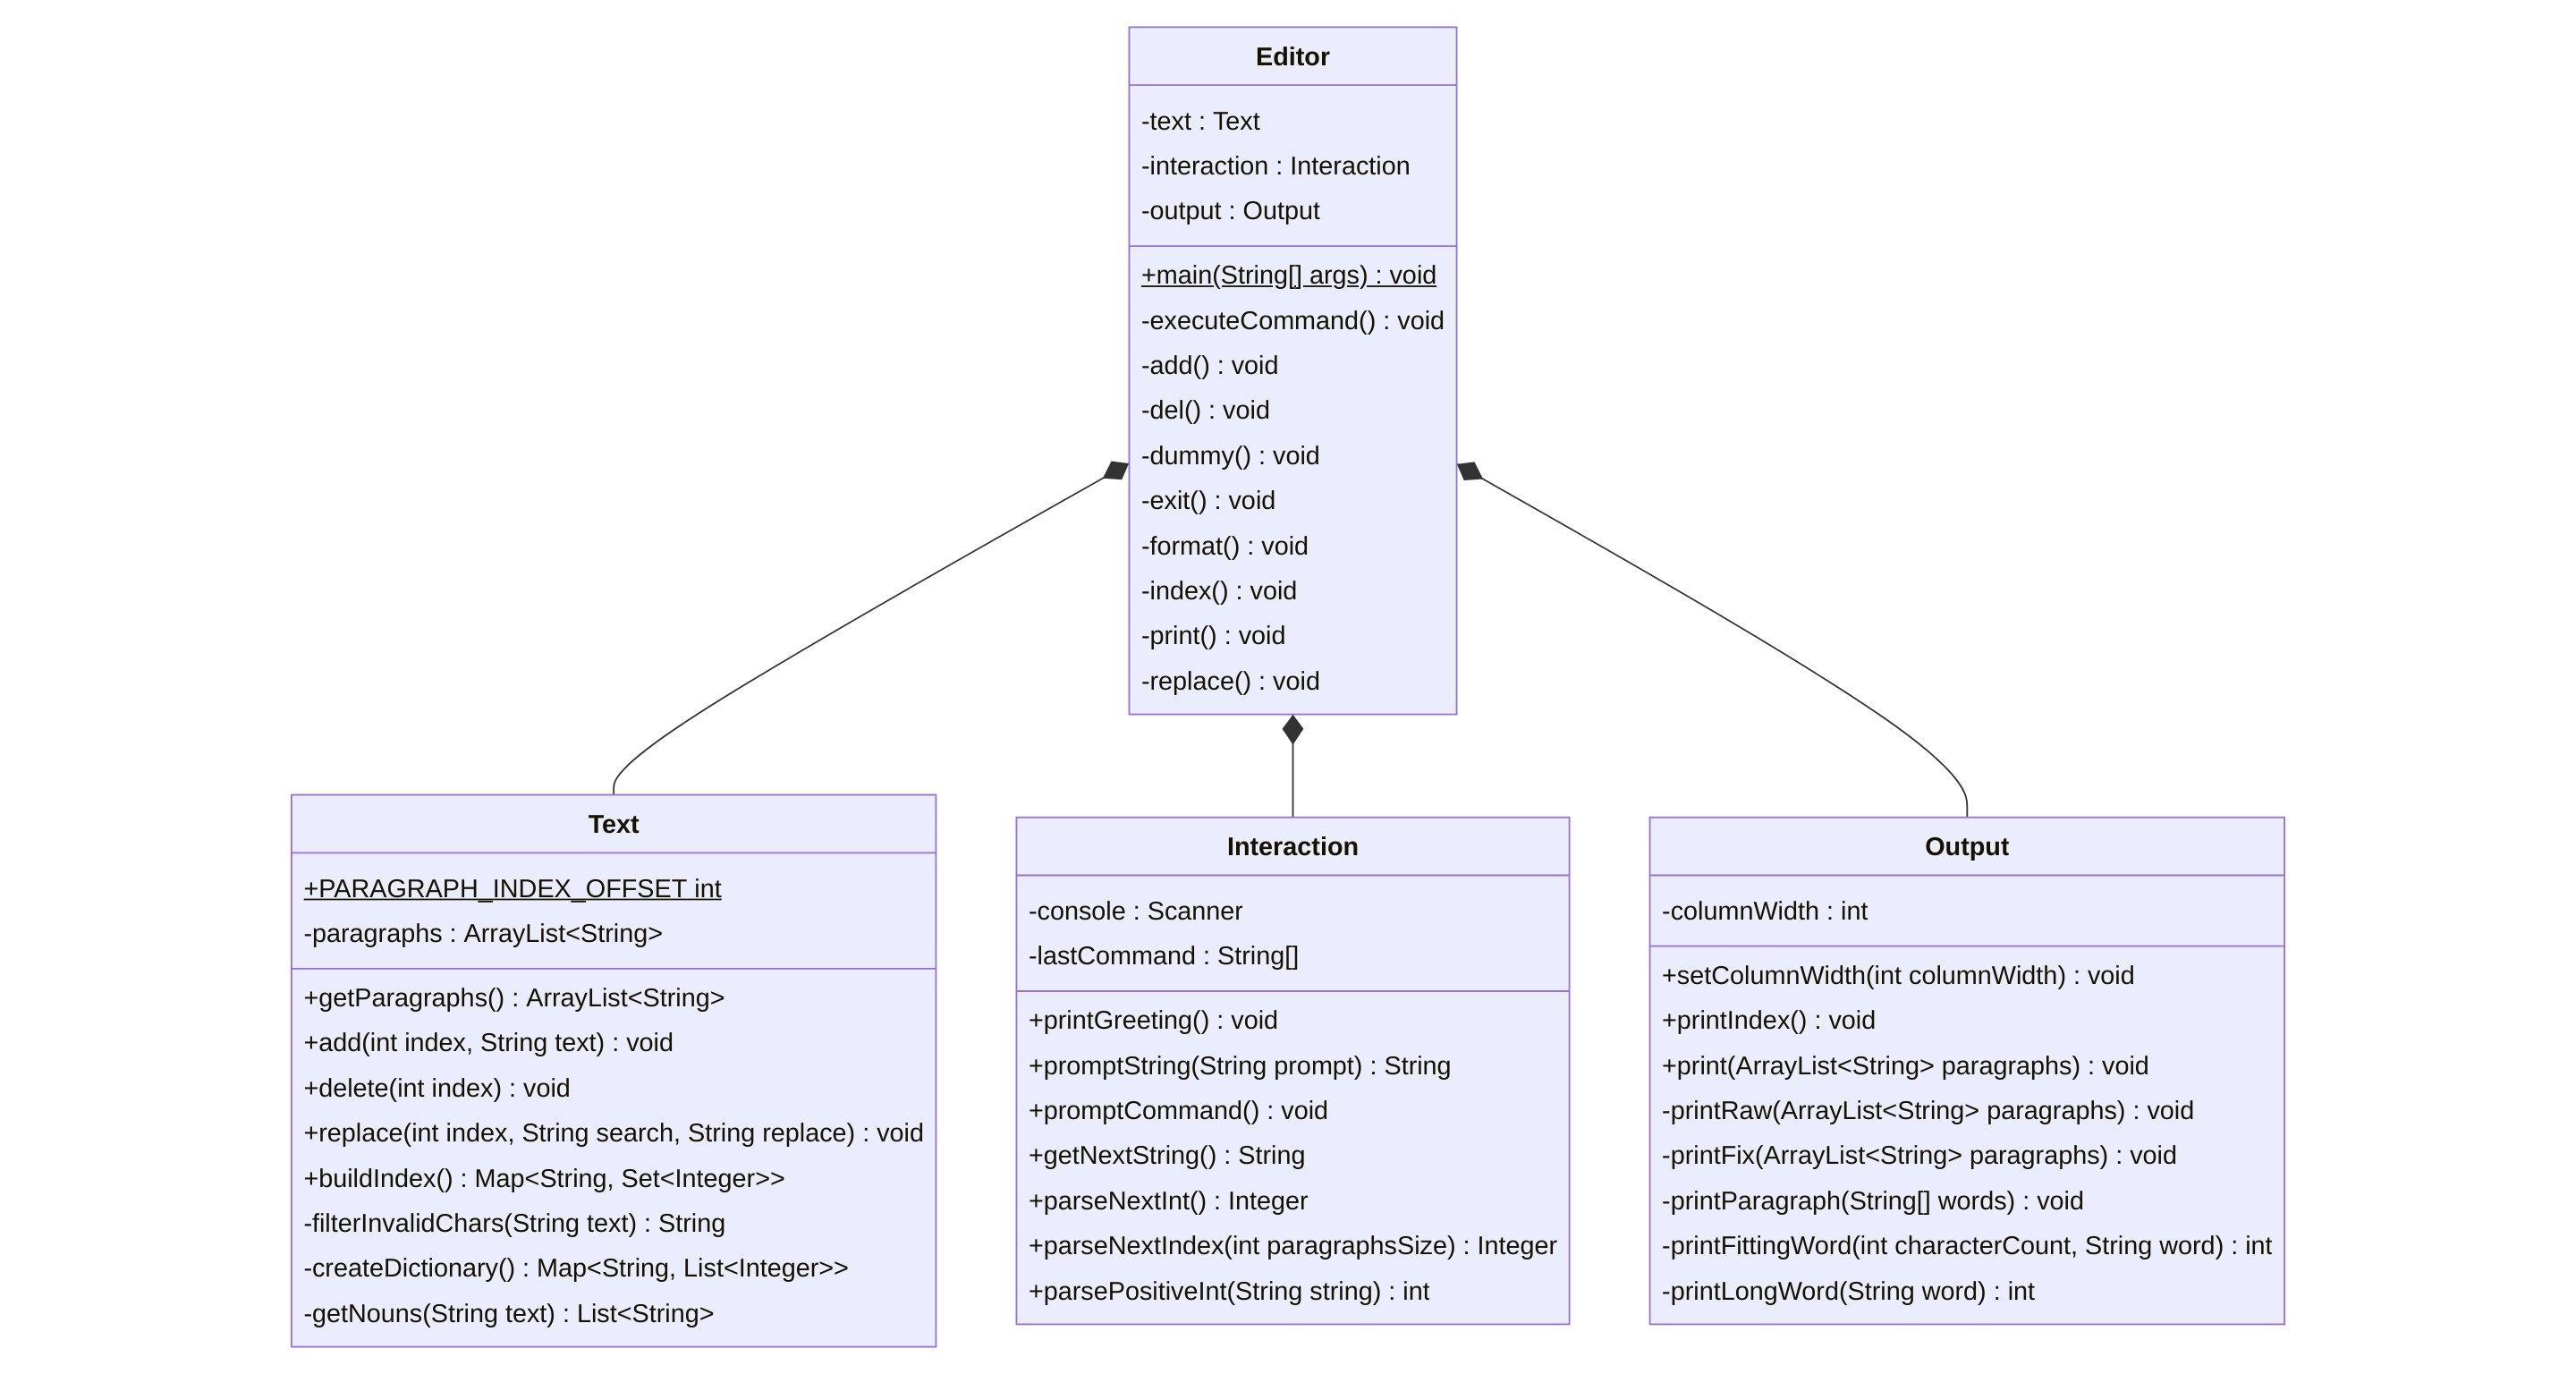 Editor
-text : Text
-interaction : Interaction
-output : Output
+main(String[] args) : void
-executeCommand() : void
-add() : void
-del() : void
-dummy() : void
-exit() : void
-format() : void
-index() : void
-print() : void
-replace() : void
Text
+PARAGRAPH_INDEX_OFFSET int
-paragraphs : ArrayList<String>
+getParagraphs() : ArrayList<String>
+add(int index, String text) : void
+delete(int index) : void
+replace(int index, String search, String replace) : void
+buildIndex() : Map<String, Set<Integer>>
-filterInvalidChars(String text) : String
-createDictionary() : Map<String, List<Integer>>
-getNouns(String text) : List<String>
Interaction
-console : Scanner
-lastCommand : String[]
+printGreeting() : void
+promptString(String prompt) : String
+promptCommand() : void
+getNextString() : String
+parseNextInt() : Integer
+parseNextIndex(int paragraphsSize) : Integer
+parsePositiveInt(String string) : int
Output
-columnWidth : int
+setColumnWidth(int columnWidth) : void
+printIndex() : void
+print(ArrayList<String> paragraphs) : void
-printRaw(ArrayList<String> paragraphs) : void
-printFix(ArrayList<String> paragraphs) : void
-printParagraph(String[] words) : void
-printFittingWord(int characterCount, String word) : int
-printLongWord(String word) : int